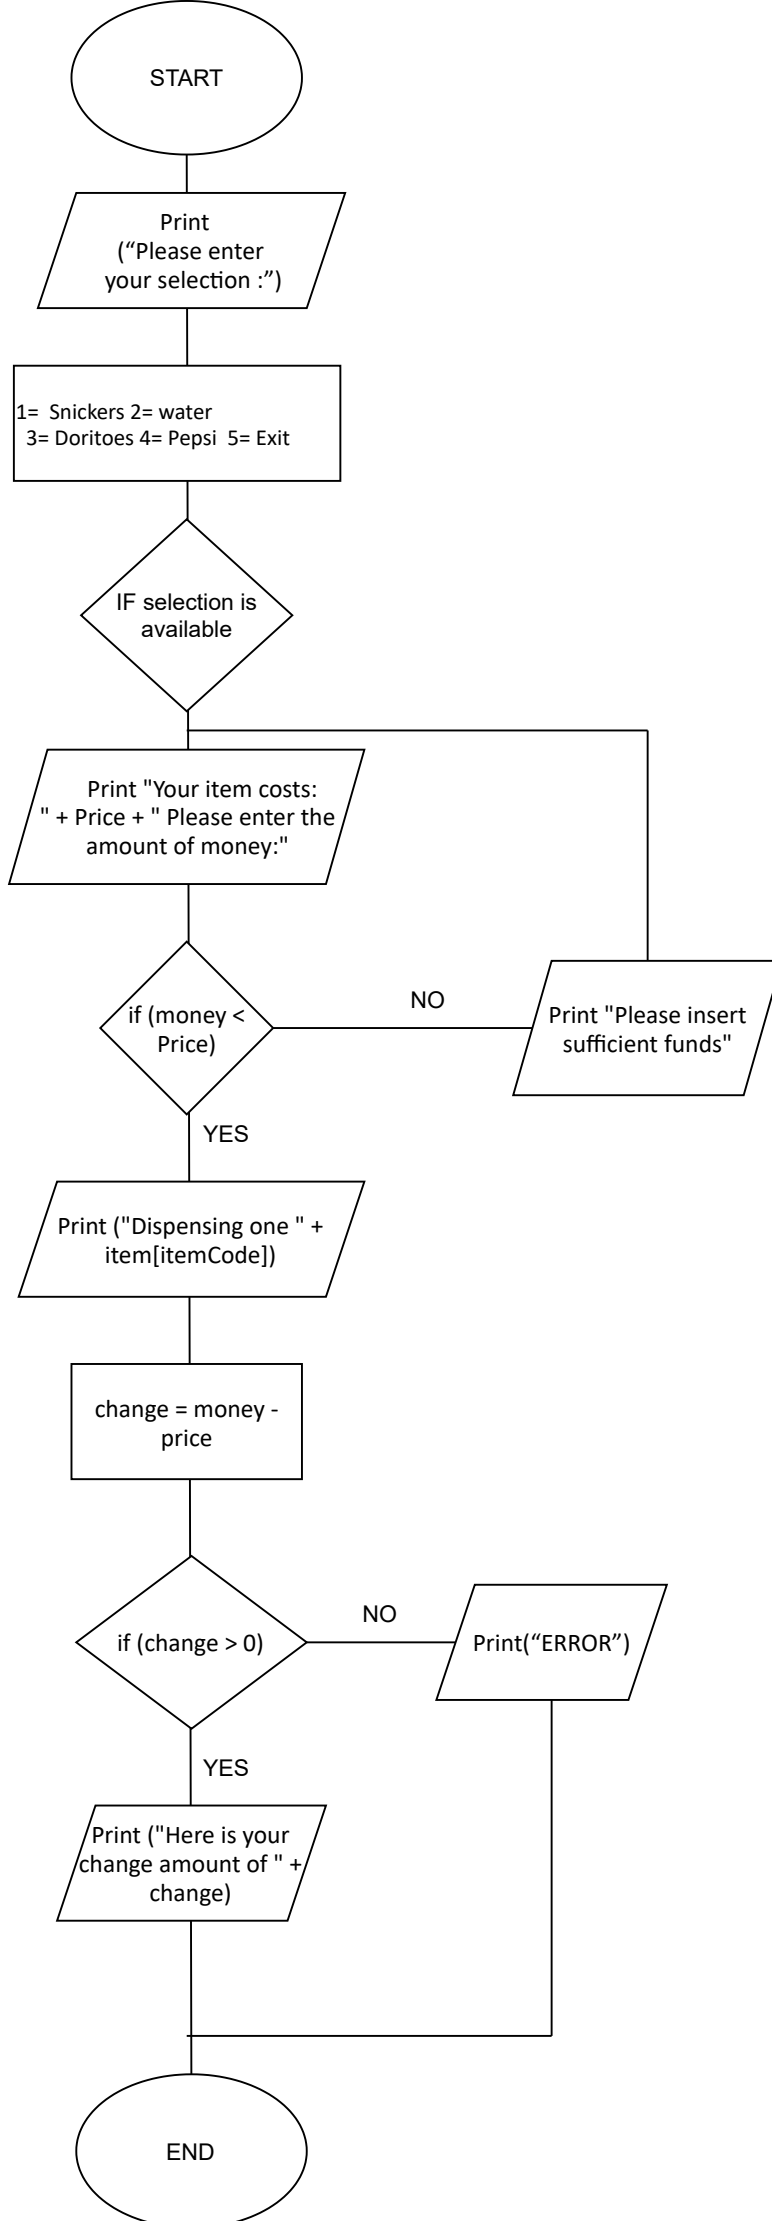 START
Print
(“Please enter
your selection :”)
1=  Snickers 2= water
3= Doritoes 4= Pepsi  5= Exit
IF selection is
available
Print "Your item costs:
" + Price + " Please enter the
amount of money:"
if (money <
Price)
NO
Print "Please insert
sufficient funds"
YES
Print ("Dispensing one " +
item[itemCode])
change = money -
price
if (change > 0)
NO
Print(“ERROR”)
YES
Print ("Here is your
change amount of " +
change)
END